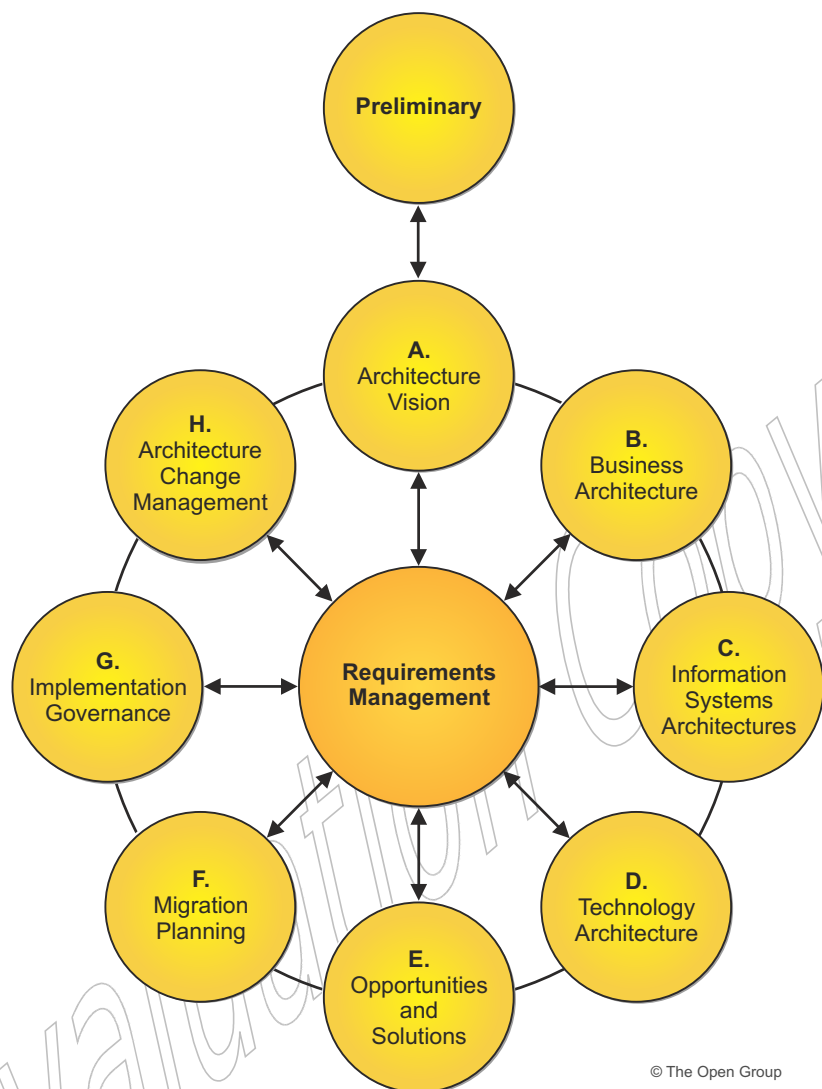 Preliminary
A.
Architecture
Vision
H.
Architecture
Change
Management
B.
Business
Architecture
G.
Implementation
Governance
Requirements
Management
C.
Information
Systems
Architectures
F.
Migration
Planning
D.
Technology
Architecture
E.
Opportunities
and
Solutions
© The Open Group